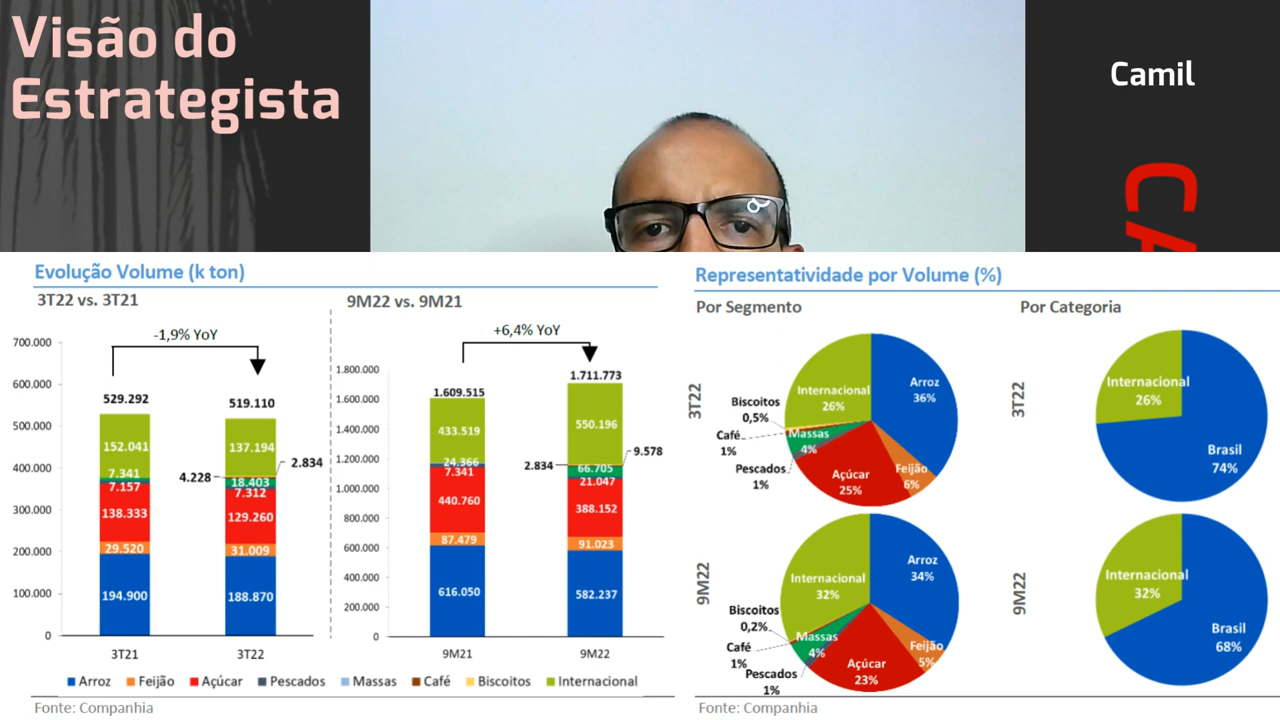 Visão do
Estrategista
Camil
CA
Evolução Volume (k ton)
3T22 vs. 3T21
-1,9% YoY
700.000
600.000
500.000
400.000
300.000
200.000
100.000
0
529.292
152.041
7.341
7.157
138.333
29.520
194.900
3T21
519.110
137.194
2.834
4.228
18.403
7.312
129.260
31.009
188.870
3T22
9M22 vs. 9M21
+6,4% YoY
1.800.000
1.600.000
1.400.000
1.200.000
1.000.000
800.000
600.000
400.000
200.000
0
1.609.515
433.519
24.366
7.341
440.760
87.479
616.050
9M21
1.711.773
550.196
9.578
2.834
66.705
21.047
388.152
91.023
582.237
9M22
Arroz
Feijão
Açúcar
Pescados
Massas
Café
Biscoitos
Internacional
Fonte: Companhia
Representatividade por Volume (%)
Por Segmento
3T22
Internacional
26%
Arroz
36%
Biscoitos
0,5%
Café
1%
Massas
4%
Pescados
1%
Açúcar
25%
Feijão
6%
9M22
Internacional
32%
Arroz
34%
Biscoitos
0,2%
Café
1%
Massas
4%
Pescados
1%
Açúcar
23%
Feijão
5%
Por Categoria
3T22
Internacional
26%
Brasil
74%
9M22
Internacional
32%
Brasil
68%
Fonte: Companhia